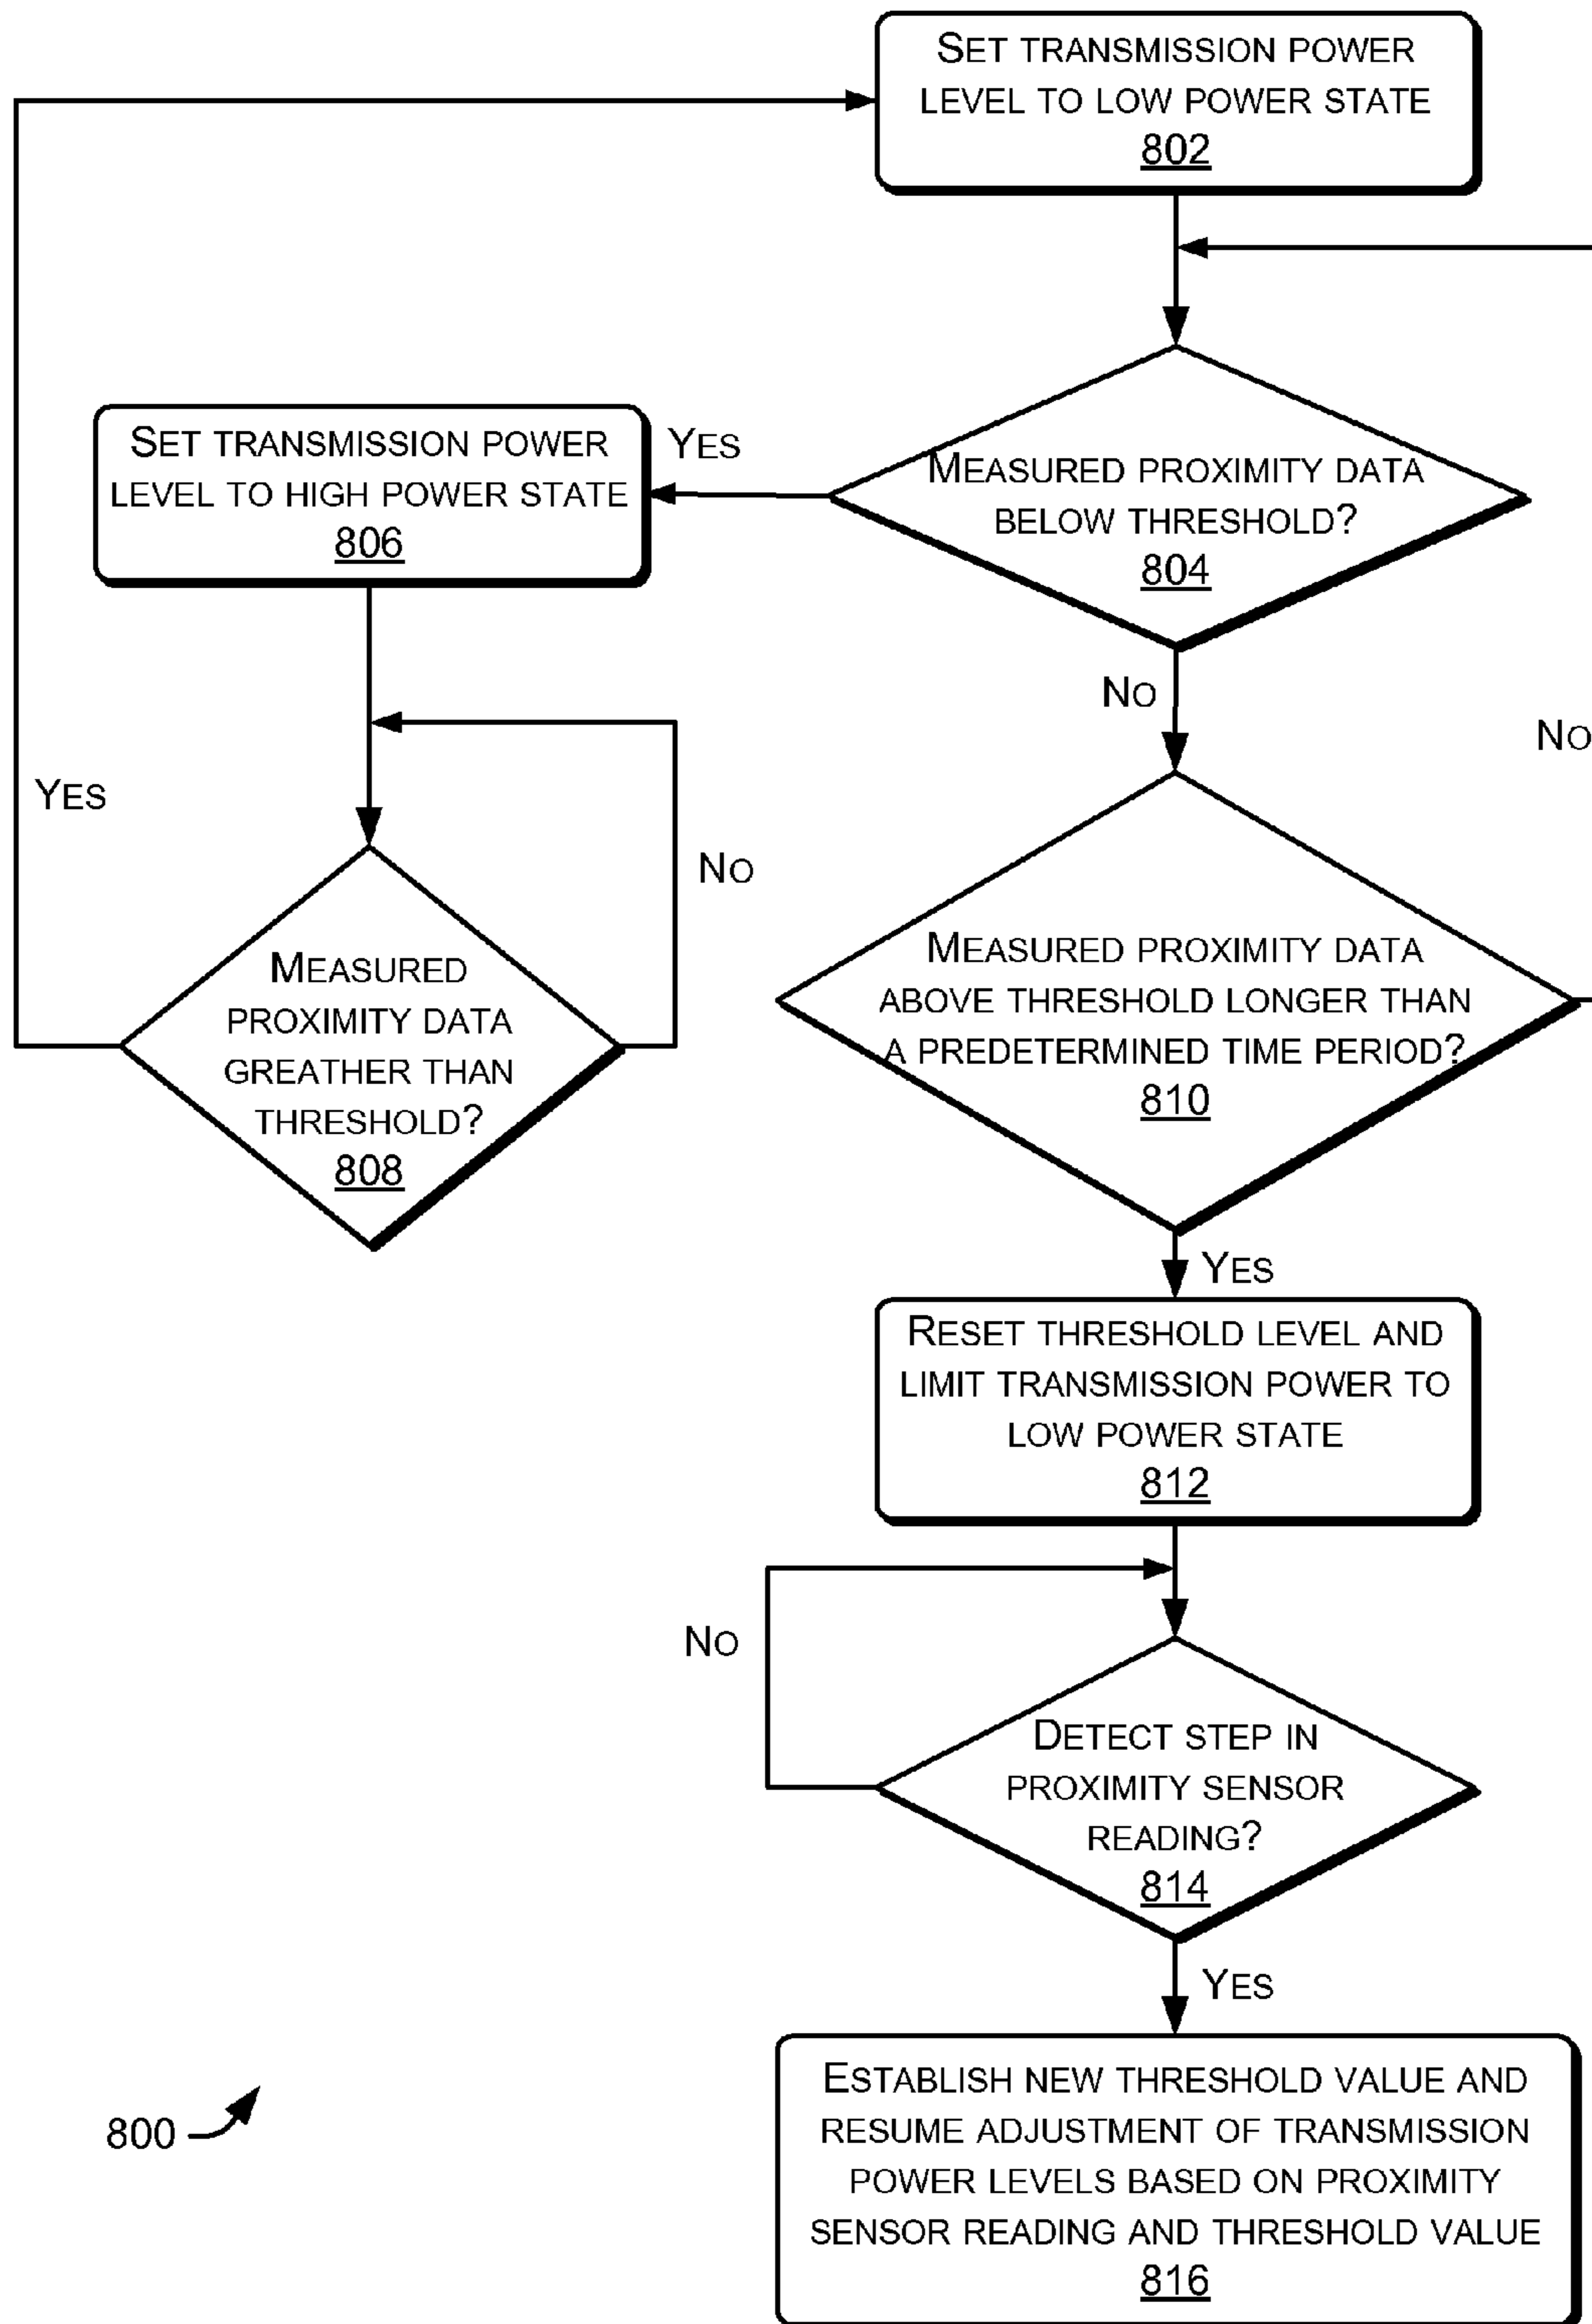 SET TRANSMISSION POWER
LEVEL TO LOW POWER STATE
802
SET TRANSMISSION POWER
LEVEL TO HIGH POWER STATE
806
YES
MEASURED PROXIMITY DATA
BELOW THRESHOLD?
804
NO
NO
YES
NO
MEASURED
PROXIMITY DATA
GREATHER THAN
THRESHOLD?
808
MEASURED PROXIMITY DATA
ABOVE THRESHOLD LONGER THAN
A PREDETERMINED TIME PERIOD?
810
YES
RESET THRESHOLD LEVEL AND
LIMIT TRANSMISSION POWER TO
LOW POWER STATE
812
NO
DETECT STEP IN
PROXIMITY SENSOR
READING?
814
YES
ESTABLISH NEW THRESHOLD VALUE AND
RESUME ADJUSTMENT OF TRANSMISSION
POWER LEVELS BASED ON PROXIMITY
SENSOR READING AND THRESHOLD VALUE
816
800